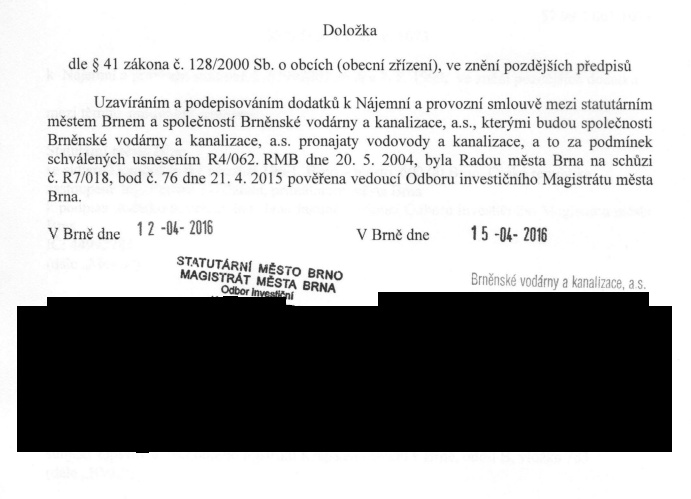 Doložka
dle § 41 zákona č. 128/2000 Sb. o obcích (obecní zřízení), ve znění pozdějších předpisů
Uzavíráním a podepisováním dodatků k Nájemní a provozní smlouvě mezi statutárním
městem Brnem a společností Brněnské vodárny a kanalizace, a.s., kterými budou společnosti
Brněnské vodárny a kanalizace, a.s. pronajaty vodovody a kanalizace, a to za podmínek
schválených usnesením R4/062. RMB dne 20. 5. 2004, byla Radou města Brna na schůzi
č. R7/018, bod č. 76 dne 21. 4. 2015 pověřena vedoucí Odboru investičního Magistrátu města
Brna.
V Brně dne 12 -04- 2016 V Brně dne 15 -04- 2016
STATUTÁRNÍ MĚSTO BRNO
MAGISTRÁT MĚSTA BRNA
Odbor investiční
Brněnské vodárny a kanalizace, a.s.